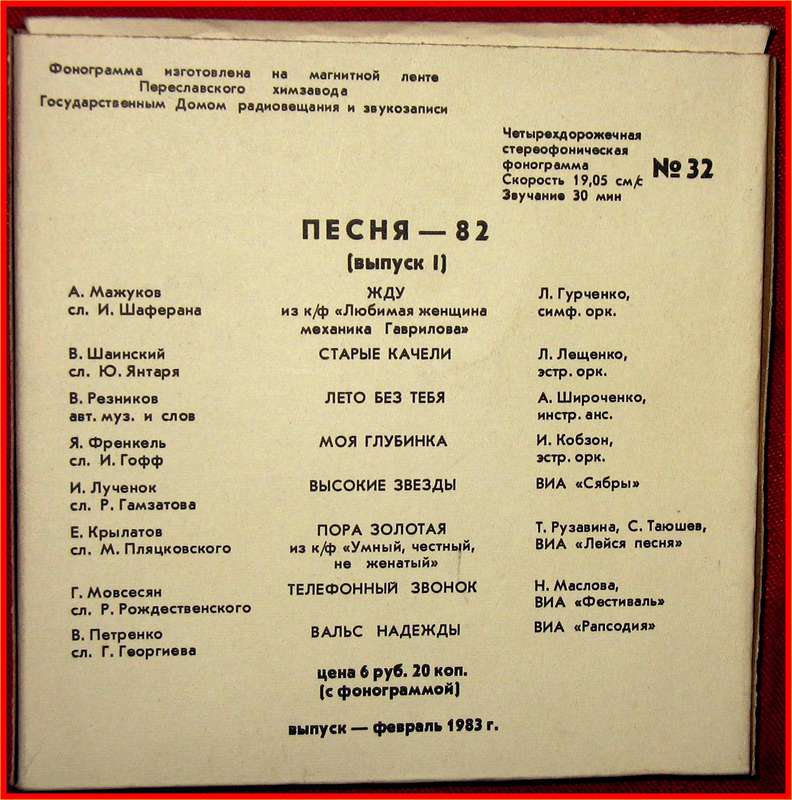 Фонограмма изготовлена на магнитной ленте
Переславского химзавода
Государственным Домом радиовещания и звукозаписи
Четырехдорожечная
стереофоническая
фонограмма
Скорость 19,05 см/с
Звучание 30 мин
№ 32
ПЕСНЯ — 82
(выпуск I)
А. Мажуков
сл. И. Шаферана
ЖДУ
из к/ф «Любимая женщина
механика Гаврилова»
Л. Гурченко,
симф. орк.
В. Шаинский
сл. Ю. Янтаря
СТАРЫЕ КАЧЕЛИ
Л. Лещенко,
эстр. орк.
В. Резников
авт. муз. и слов
ЛЕТО БЕЗ ТЕБЯ
А. Широченко,
инстр. анс.
Я. Френкель
сл. И. Гофф
МОЯ ГЛУБИНКА
И. Кобзон,
эстр. орк.
И. Лученок
сл. Р. Гамзатова
ВЫСОКИЕ ЗВЕЗДЫ
ВИА «Сябры»
Е. Крылатов
сл. М. Пляцковского
ПОРА ЗОЛОТАЯ
из к/ф «Умный, честный,
не женатый»
Т. Рузавина, С. Таюшев,
ВИА «Лейся песня»
Г. Мовсесян
сл. Р. Рождественского
ТЕЛЕФОННЫЙ ЗВОНОК
Н. Маслова,
ВИА «Фестиваль»
В. Петренко
сл. Г. Георгиева
ВАЛЬС НАДЕЖДЫ
ВИА «Рапсодия»
цена 6 руб. 20 коп.
(с фонограммой)
выпуск — февраль 1983 г.